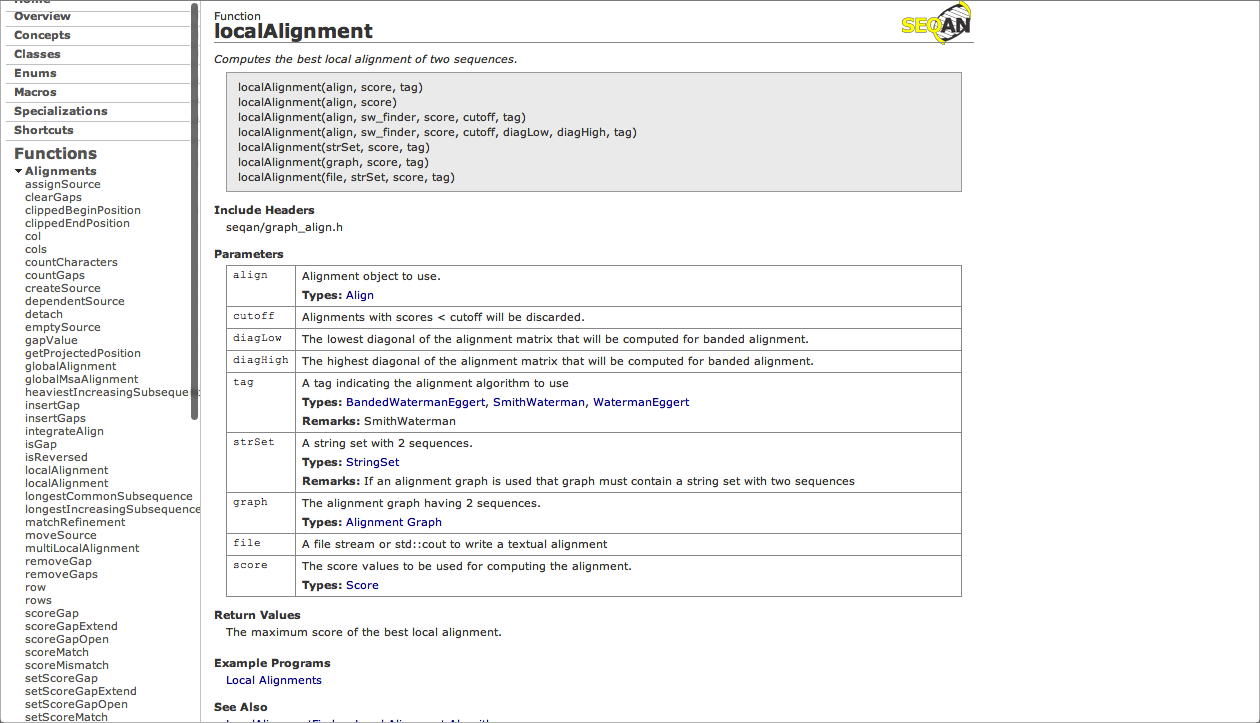 Home
Overview
Concepts
Classes
Enums
Macros
Specializations
Shortcuts
Functions
Alignments
assignSource
clearGaps
clippedBeginPosition
clippedEndPosition
col
cols
countCharacters
countGaps
createSource
dependentSource
detach
emptySource
gapValue
getProjectedPosition
globalAlignment
globalMsaAlignment
heaviestIncreasingSubseque
insertGap
insertGaps
integrateAlign
isGap
isReversed
localAlignment
localAlignment
longestCommonSubsequence
longestIncreasingSubsequence
matchRefinement
moveSource
multiLocalAlignment
removeGap
removeGaps
row
rows
scoreGap
scoreGapExtend
scoreGapOpen
scoreMatch
scoreMismatch
setScoreGap
setScoreGapExtend
setScoreGapOpen
setScoreMatch
Function
localAlignment
SEQAN
Computes the best local alignment of two sequences.
localAlignment(align, score, tag)
localAlignment(align, score)
localAlignment(align, sw_finder, score, cutoff, tag)
localAlignment(align, sw_finder, score, cutoff, diagLow, diagHigh, tag)
localAlignment(strSet, score, tag)
localAlignment(graph, score, tag)
localAlignment(file, strSet, score, tag)
Include Headers
seqan/graph_align.h
Parameters
align Alignment object to use.
Types: Align
cutoff Alignments with scores < cutoff will be discarded.
diagLow The lowest diagonal of the alignment matrix that will be computed for banded alignment.
diagHigh The highest diagonal of the alignment matrix that will be computed for banded alignment.
tag A tag indicating the alignment algorithm to use
Types: BandedWatermanEggert, SmithWaterman, WatermanEggert
Remarks: SmithWaterman
strSet A string set with 2 sequences.
Types: StringSet
Remarks: If an alignment graph is used that graph must contain a string set with two sequences
graph The alignment graph having 2 sequences.
Types: Alignment Graph
file A file stream or std::cout to write a textual alignment
score The score values to be used for computing the alignment.
Types: Score
Return Values
The maximum score of the best local alignment.
Example Programs
Local Alignments
See Also